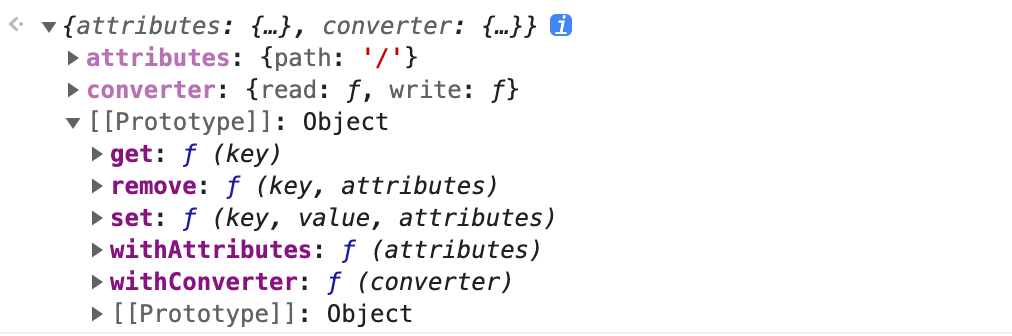 {attributes: {…}, converter: {…}} i
attributes: {path: '/'}
converter: {read: ƒ, write: ƒ}
[[Prototype]]: Object
get: ƒ (key)
remove: ƒ (key, attributes)
set: ƒ (key, value, attributes)
withAttributes: ƒ (attributes)
withConverter: ƒ (converter)
[[Prototype]]: Object